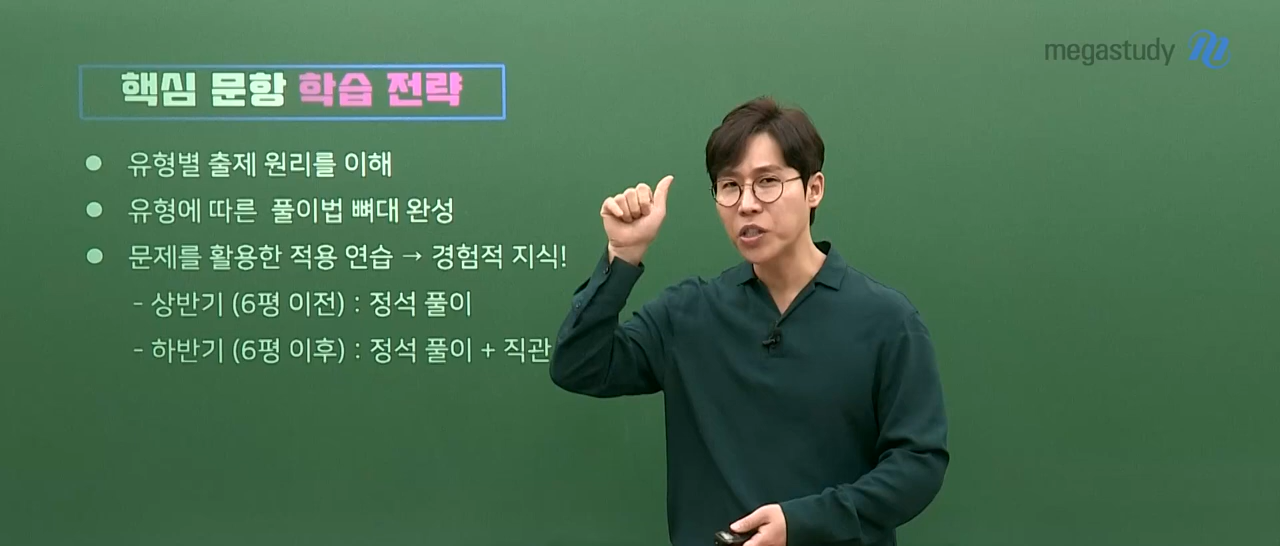 megastudy
핵심 문항 학습 전략
● 유형별 출제 원리를 이해
● 유형에 따른 풀이법 뼈대 완성
● 문제를 활용한 적용 연습 → 경험적 지식!
- 상반기 (6평 이전) : 정석 풀이
- 하반기 (6평 이후) : 정석 풀이 + 직관